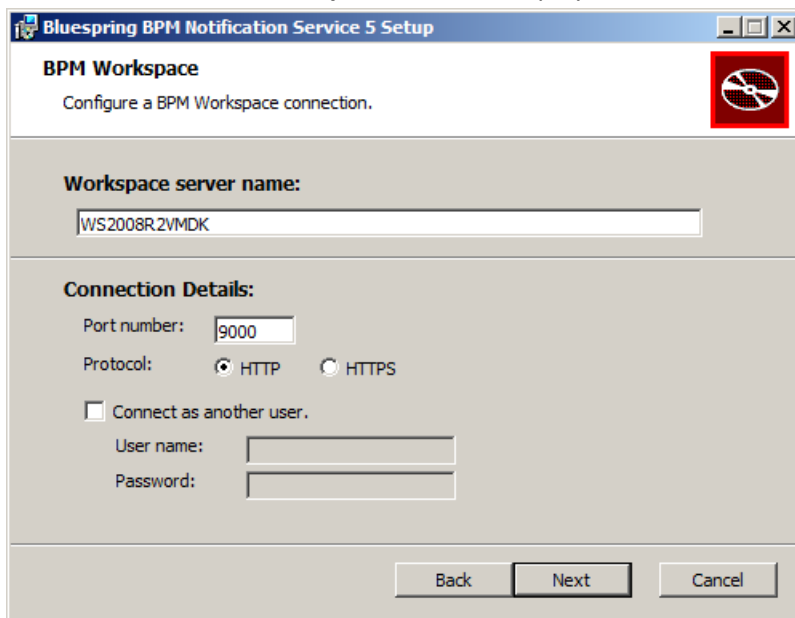 Bluespring BPM Notification Service 5 Setup
BPM Workspace
Configure a BPM Workspace connection.
Workspace server name:
WS2008R2VMDK
Connection Details:
Port number: 9000
Protocol: HTTP HTTPS
Connect as another user.
User name:
Password:
Back Next Cancel